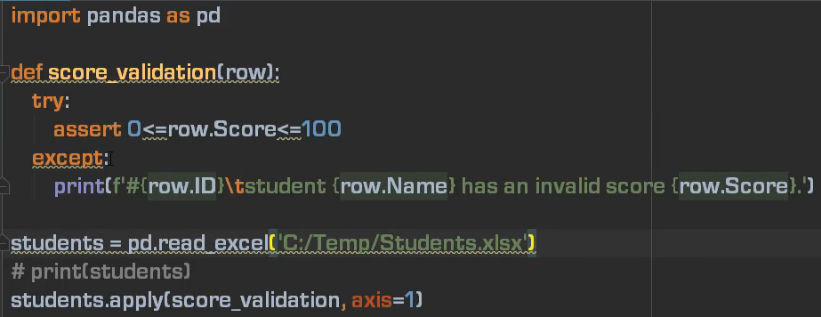 import pandas as pd
def score_validation(row):
try:
assert 0<=row.Score<=100
except:
print(f'#{row.ID}\tstudent {row.Name} has an invalid score {row.Score}.')
students = pd.read_excel('C:/Temp/Students.xlsx')
# print(students)
students.apply(score_validation, axis=1)